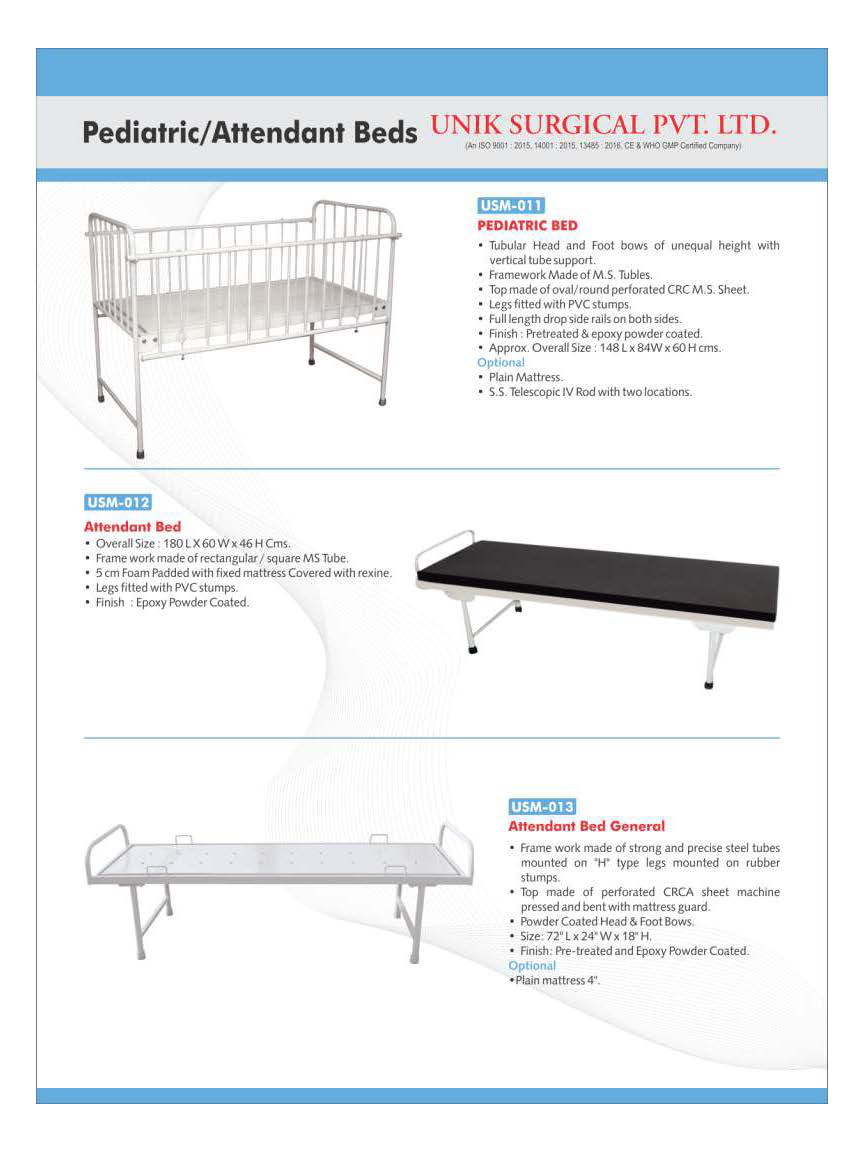 Pediatric/Attendant Beds
UNIK SURGICAL PVT. LTD.
(An ISO 9001 : 2015, 14001 : 2015, 13485 : 2016, CE & WHO GMP Certified Company)
USM-011
PEDIATRIC BED
• Tubular Head and Foot bows of unequal height with
vertical tube support.
• Framework Made of M.S. Tubles.
• Top made of oval/round perforated CRC M.S. Sheet.
• Legs fitted with PVC stumps.
• Full length drop side rails on both sides.
• Finish : Pretreated & epoxy powder coated.
• Approx. Overall Size : 148 L x 84W x 60 H cms.
Optional
• Plain Mattress.
• S.S. Telescopic IV Rod with two locations.
USM-012
Attendant Bed
• Overall Size : 180 L X 60 W x 46 H Cms.
• Frame work made of rectangular / square MS Tube.
• 5 cm Foam Padded with fixed mattress Covered with rexine.
• Legs fitted with PVC stumps.
• Finish : Epoxy Powder Coated.
USM-013
Attendant Bed General
• Frame work made of strong and precise steel tubes
mounted on "H" type legs mounted on rubber
stumps.
• Top made of perforated CRCA sheet machine
pressed and bent with mattress guard.
• Powder Coated Head & Foot Bows.
• Size: 72" L x 24" W x 18" H.
• Finish: Pre-treated and Epoxy Powder Coated.
Optional
•Plain mattress 4".